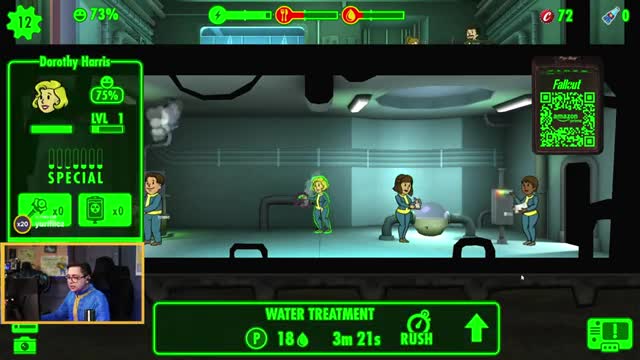 12
73%
72
0
Dorothy Harris
75%
LVL 1
SPECIAL
x0
x0
x20
Fallout
amazon
WATER TREATMENT
P
18
3m 21s
RUSH